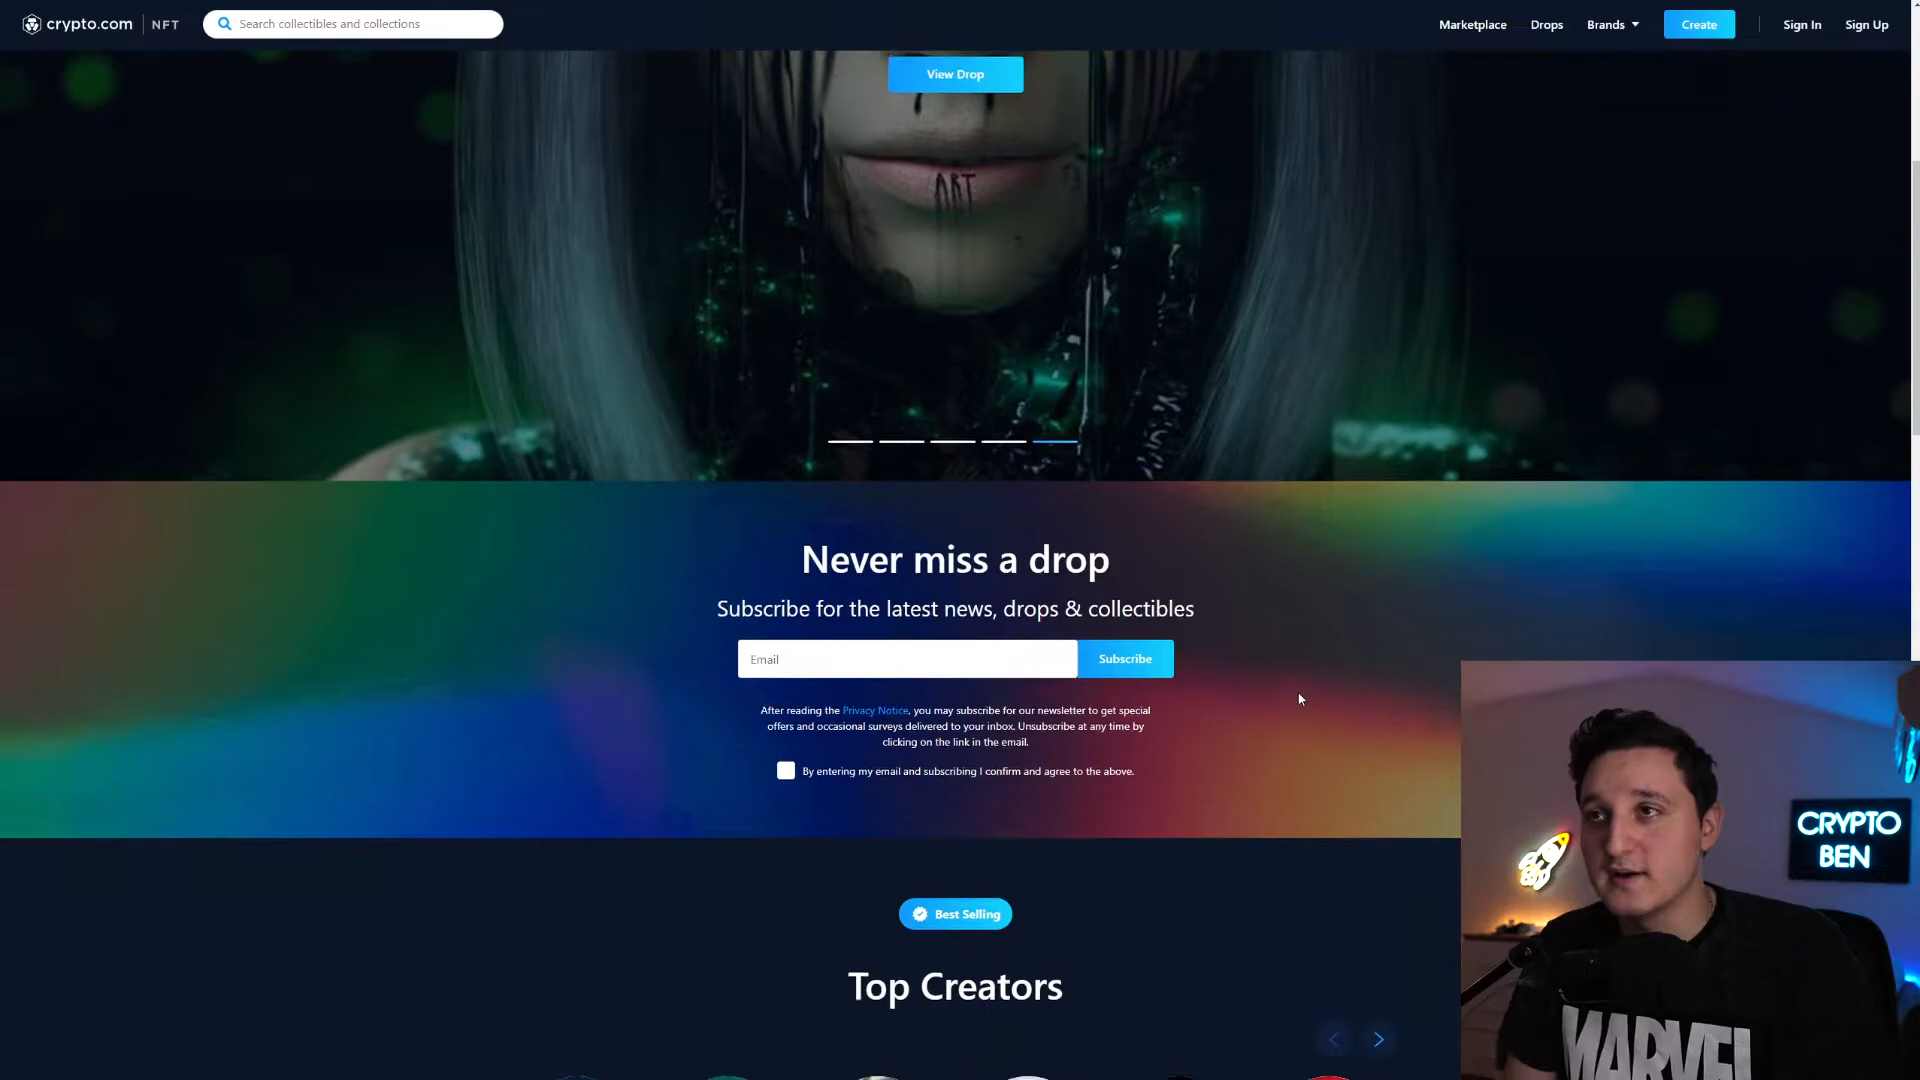 crypto.com | NFT
Search collectibles and collections
Marketplace
Drops
Brands
Create
Sign In
Sign Up
View Drop
ART
Never miss a drop
Subscribe for the latest news, drops & collectibles
Email
Subscribe
After reading the Privacy Notice, you may subscribe for our newsletter to get special
offers and occasional surveys delivered to your inbox. Unsubscribe at any time by
clicking on the link in the email.
By entering my email and subscribing I confirm and agree to the above.
Best Selling
Top Creators
CRYPTO
BEN
MARVEL